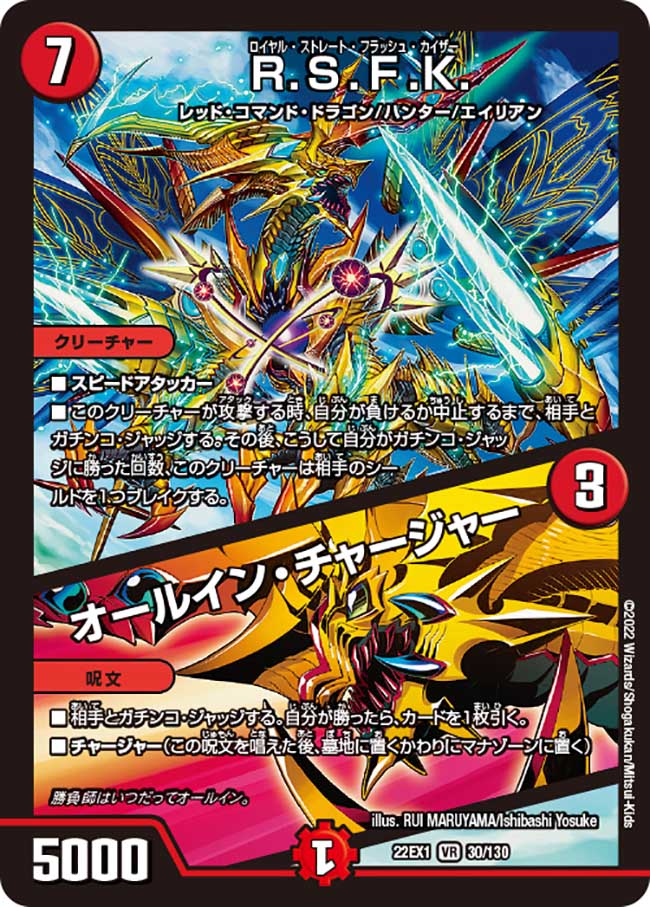 7
ロイヤル・ストレート・フラッシュ・カイザー
R.S.F.K.
レッド・コマンド・ドラゴン/ハンター/エイリアン
クリーチャー
■ スピードアタッカー
■ このクリーチャーが攻撃する時、自分が負けるか中止するまで、相手と
ガチンコ・ジャッジする。その後、こうして自分がガチンコ・ジャッ
ジに勝った回数、このクリーチャーは相手のシー
ルドを1つブレイクする。
3
オールイン・チャージャー
呪文
■ 相手とガチンコ・ジャッジする。自分が勝ったら、カードを1枚引く。
■ チャージャー(この呪文を唱えた後、墓地に置くかわりにマナゾーンに置く)
勝負師はいつだってオールイン。
illus. RUI MARUYAMA/Ishibashi Yosuke
5000
1
22EX1 VR 30/130
©2022 Wizards/Shogakukan/Mitsui-Kids